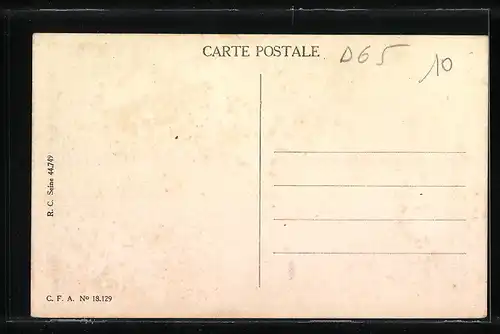 CARTE POSTALE
D65
10
R. C. Seine 44.749
C. F. A. Nº 18.129